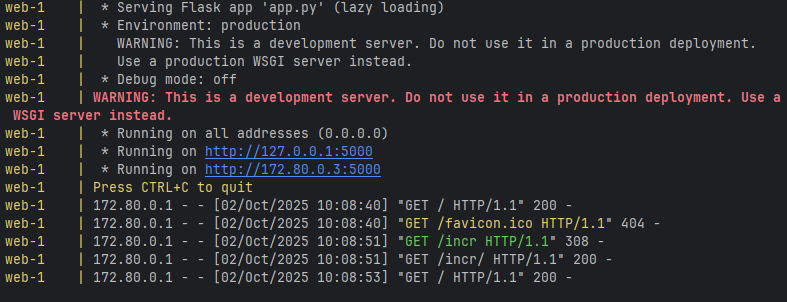 web-1     |  * Serving Flask app 'app.py' (lazy loading)
web-1     |  * Environment: production
web-1     |    WARNING: This is a development server. Do not use it in a production deployment.
web-1     |    Use a production WSGI server instead.
web-1     |  * Debug mode: off
web-1     | WARNING: This is a development server. Do not use it in a production deployment. Use a
 WSGI server instead.
web-1     |  * Running on all addresses (0.0.0.0)
web-1     |  * Running on http://127.0.0.1:5000
web-1     |  * Running on http://172.80.0.3:5000
web-1     | Press CTRL+C to quit
web-1     | 172.80.0.1 - - [02/Oct/2025 10:08:40] "GET / HTTP/1.1" 200 -
web-1     | 172.80.0.1 - - [02/Oct/2025 10:08:40] "GET /favicon.ico HTTP/1.1" 404 -
web-1     | 172.80.0.1 - - [02/Oct/2025 10:08:51] "GET /incr HTTP/1.1" 308 -
web-1     | 172.80.0.1 - - [02/Oct/2025 10:08:51] "GET /incr/ HTTP/1.1" 200 -
web-1     | 172.80.0.1 - - [02/Oct/2025 10:08:53] "GET / HTTP/1.1" 200 -